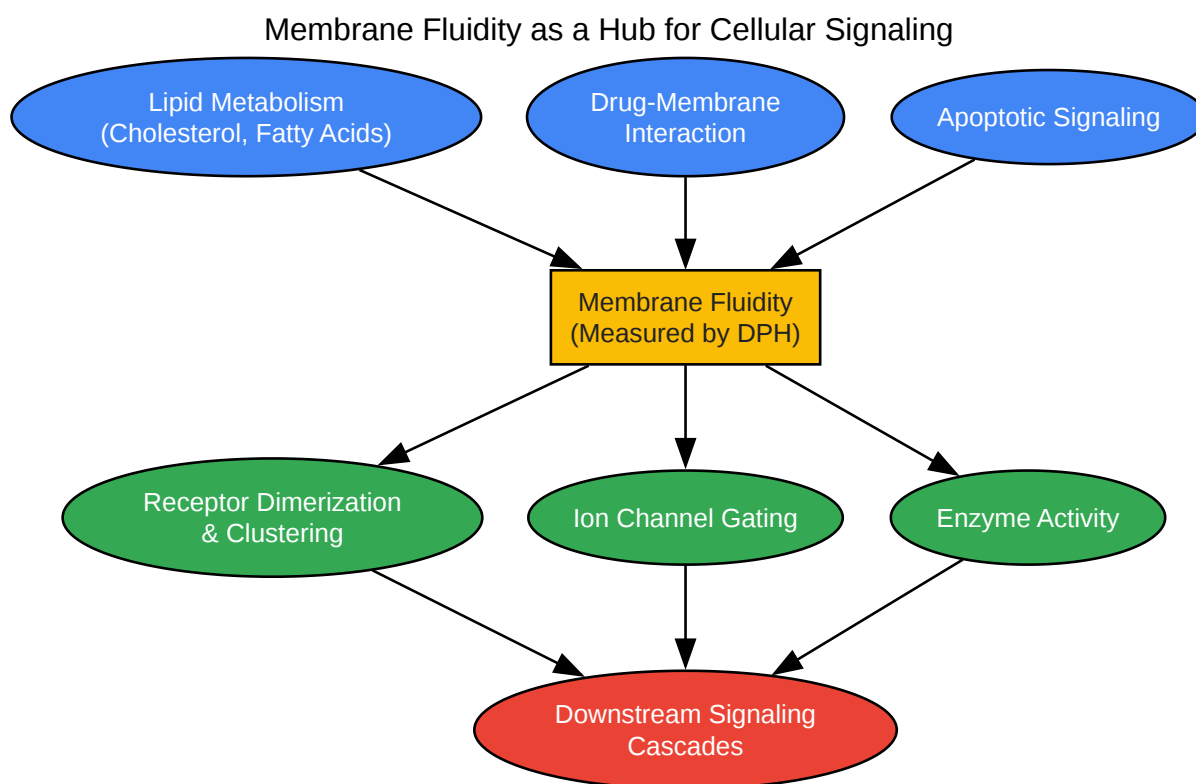 Membrane Fluidity as a Hub for Cellular Signaling
Lipid Metabolism
(Cholesterol, Fatty Acids)
Drug-Membrane
Interaction
Apoptotic Signaling
Membrane Fluidity
(Measured by DPH)
Receptor Dimerization
& Clustering
Ion Channel Gating
Enzyme Activity
Downstream Signaling
Cascades